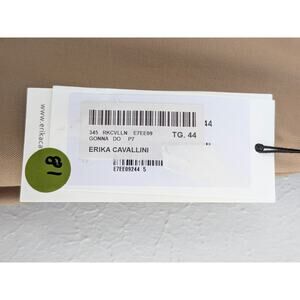 www.erikaca
345 RKCVLLN E7EE09
GONNA DO P7
TG. 44
44
ERIKA CAVALLINI
E7EE09244 5
81